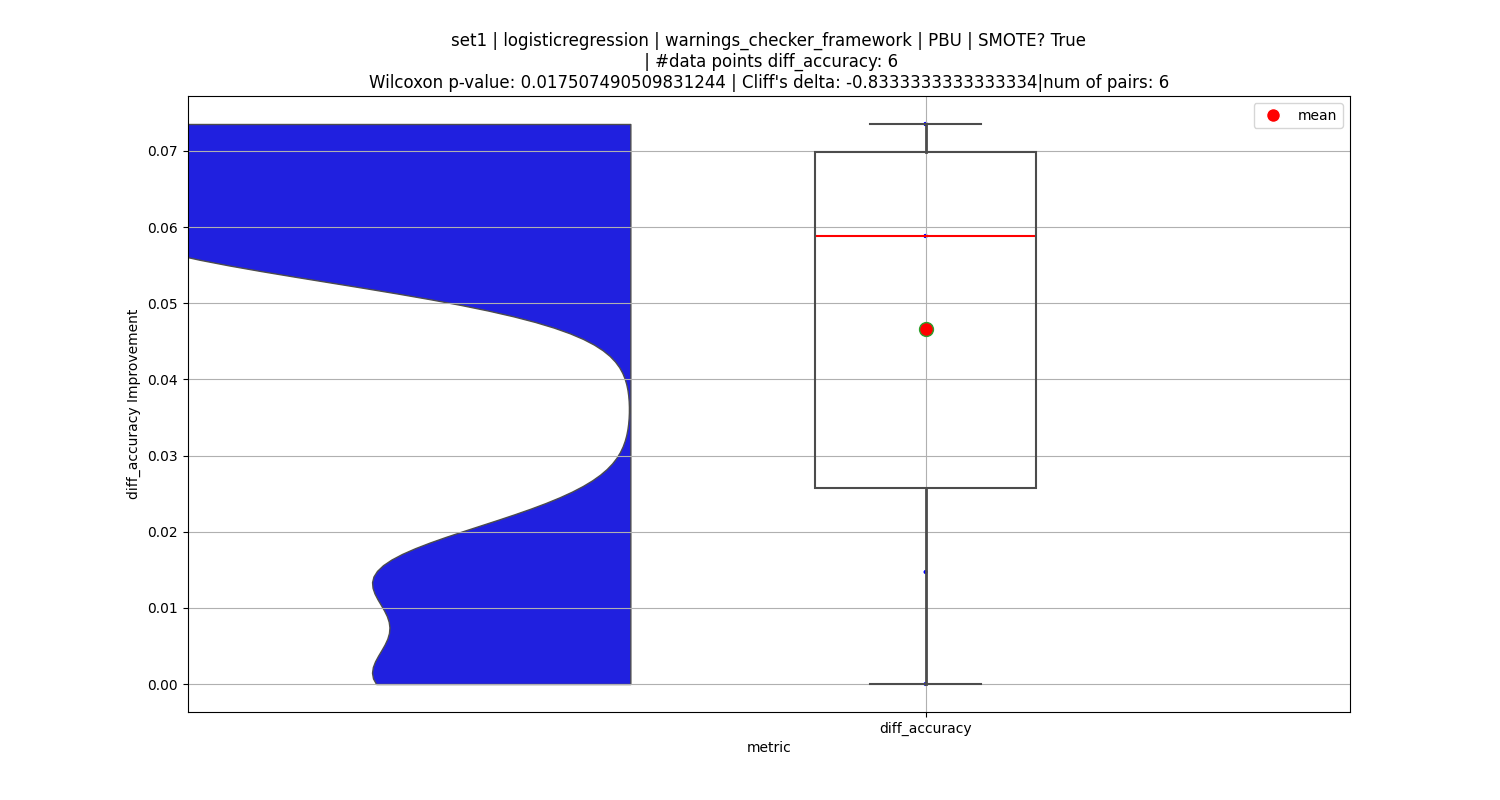 set1 | logisticregression | warnings_checker_framework | PBU | SMOTE? True
| #data points diff_accuracy: 6
Wilcoxon p-value: 0.017507490509831244 | Cliff's delta: -0.8333333333333334|num of pairs: 6
mean
0.07
0.06
0.05
0.04
0.03
0.02
0.01
0.00
diff_accuracy Improvement
diff_accuracy
metric